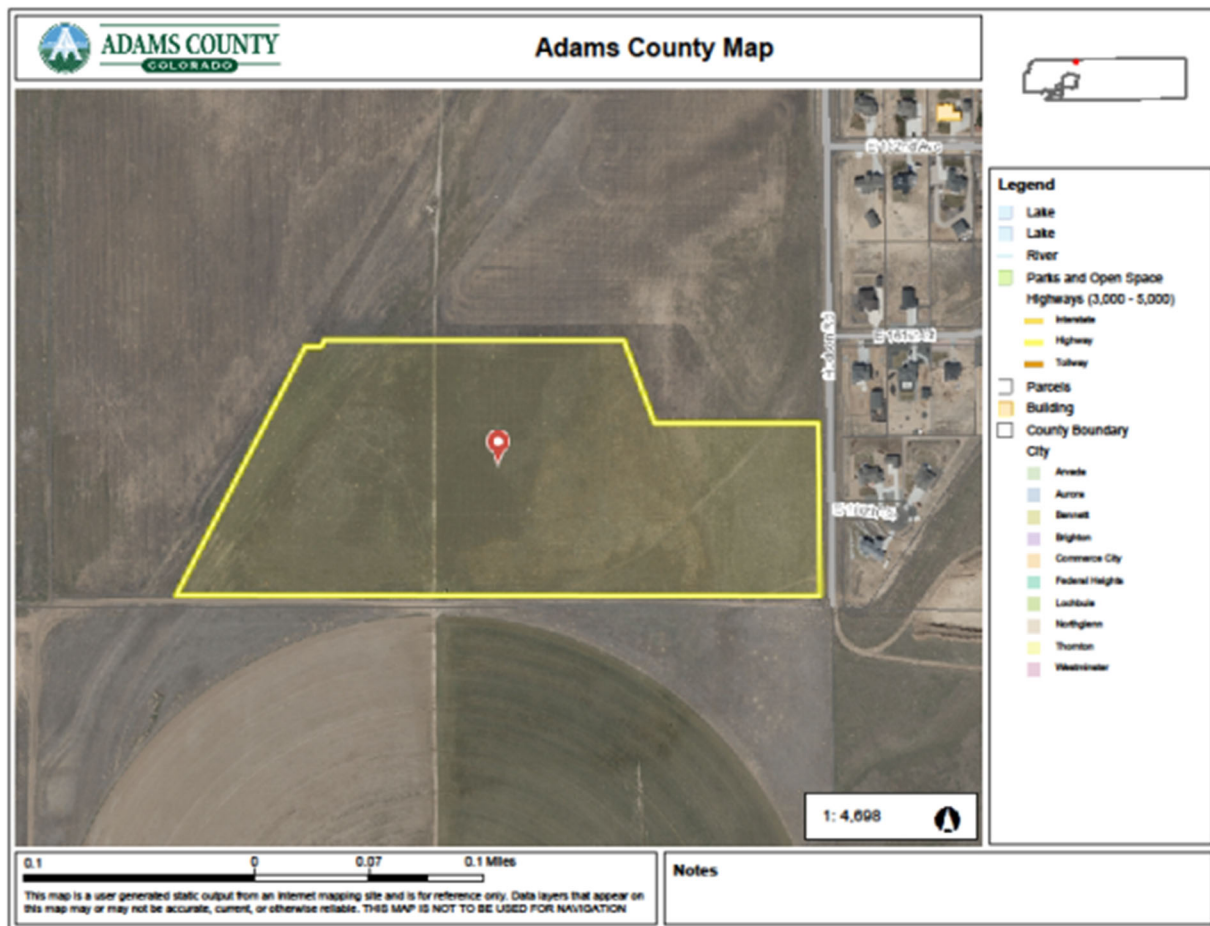 ADAMS COUNTY
COLORADO
Adams County Map
Legend
Lake
Lake
River
Parks and Open Space
Highways (3,000 - 5,000)
Interstate
Highway
Tollway
Parcels
Building
County Boundary
City
Arvada
Aurora
Bennett
Brighton
Commerce City
Federal Heights
Lochbuie
Northglenn
Thornton
Westminster
E 162nd Ave
Hudson Rd
1: 4,698
0.1
0
0.07
0.1 Miles
This map is a user generated static output from an Internet mapping site and is for reference only. Data layers that appear on
this map may or may not be accurate, current, or otherwise reliable. THIS MAP IS NOT TO BE USED FOR NAVIGATION
Notes